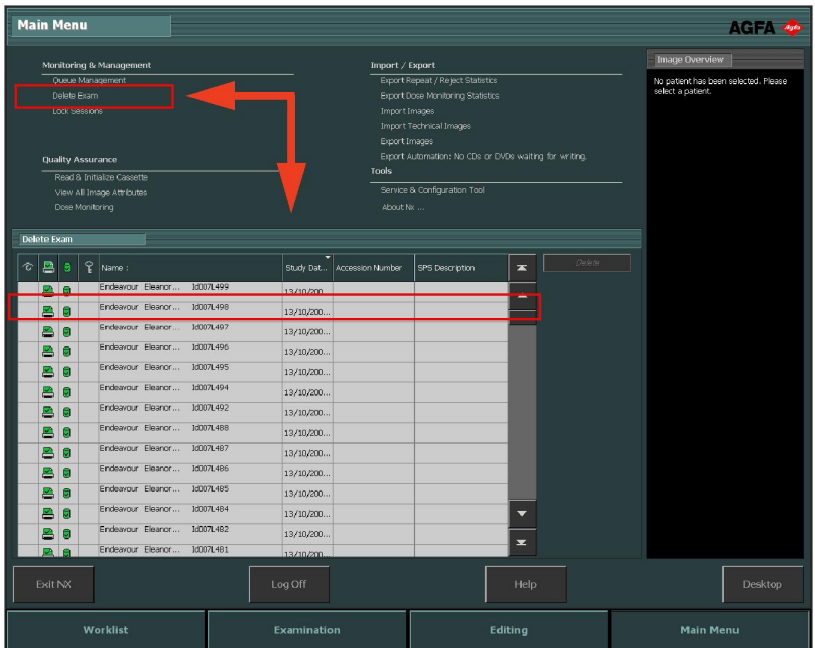 Main Menu
AGFA
Agfa
Monitoring & Management
Queue Management
Delete Exam
Lock Sessions
Quality Assurance
Read & Initialize Cassette
View All Image Attributes
Dose Monitoring
Import / Export
Export Repeat / Reject Statistics
Export Dose Monitoring Statistics
Import Images
Import Technical Images
Export Images
Export Automation: No CDs or DVDs waiting for writing.
Tools
Service & Configuration Tool
About Nx ...
Image Overview
No patient has been selected. Please
select a patient.
Delete Exam
Name : Study Dat... Accession Number SPS Description
Delete
Endeavour Eleanor... Id007L499 13/10/200...
Endeavour Eleanor... Id007L498 13/10/200...
Endeavour Eleanor... Id007L497 13/10/200...
Endeavour Eleanor... Id007L496 13/10/200...
Endeavour Eleanor... Id007L495 13/10/200...
Endeavour Eleanor... Id007L494 13/10/200...
Endeavour Eleanor... Id007L492 13/10/200...
Endeavour Eleanor... Id007L488 13/10/200...
Endeavour Eleanor... Id007L487 13/10/200...
Endeavour Eleanor... Id007L486 13/10/200...
Endeavour Eleanor... Id007L485 13/10/200...
Endeavour Eleanor... Id007L484 13/10/200...
Endeavour Eleanor... Id007L482 13/10/200...
Endeavour Eleanor... Id007L481 13/10/200...
Exit NX
Log Off
Help
Desktop
Worklist
Examination
Editing
Main Menu